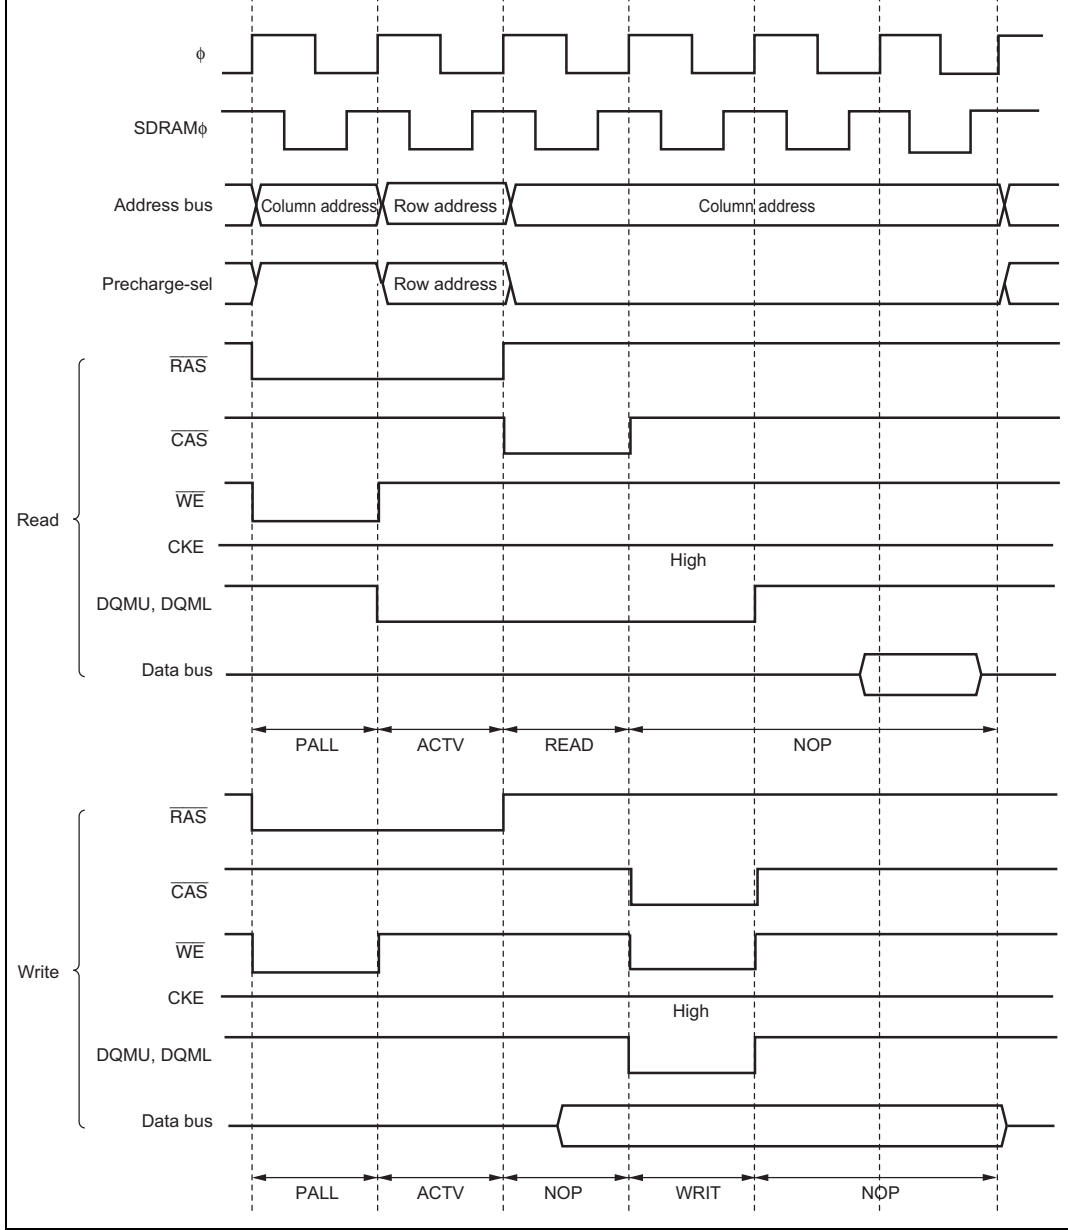 ϕ
SDRAMϕ
Address bus Column address Row address Column address
Precharge-sel Row address
RAS
CAS
WE
Read
CKE High
DQMU, DQML
Data bus
PALL ACTV READ NOP
RAS
CAS
WE
Write
CKE High
DQMU, DQML
Data bus
PALL ACTV NOP WRIT NOP